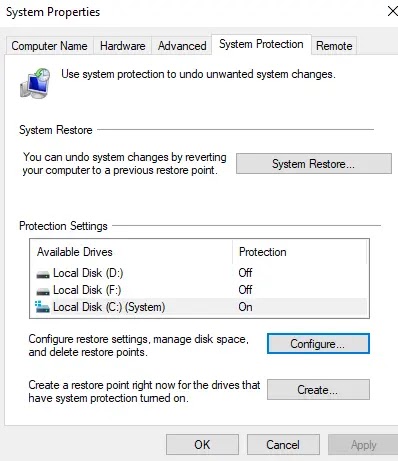 System Properties
Computer Name
Hardware
Advanced
System Protection
Remote
Use system protection to undo unwanted system changes.
System Restore
You can undo system changes by reverting
your computer to a previous restore point.
System Restore...
Protection Settings
Available Drives
Protection
Local Disk (D:)
Off
Local Disk (F:)
Off
Local Disk (C:) (System)
On
Configure restore settings, manage disk space,
and delete restore points.
Configure...
Create a restore point right now for the drives that
have system protection turned on.
Create...
OK
Cancel
Apply